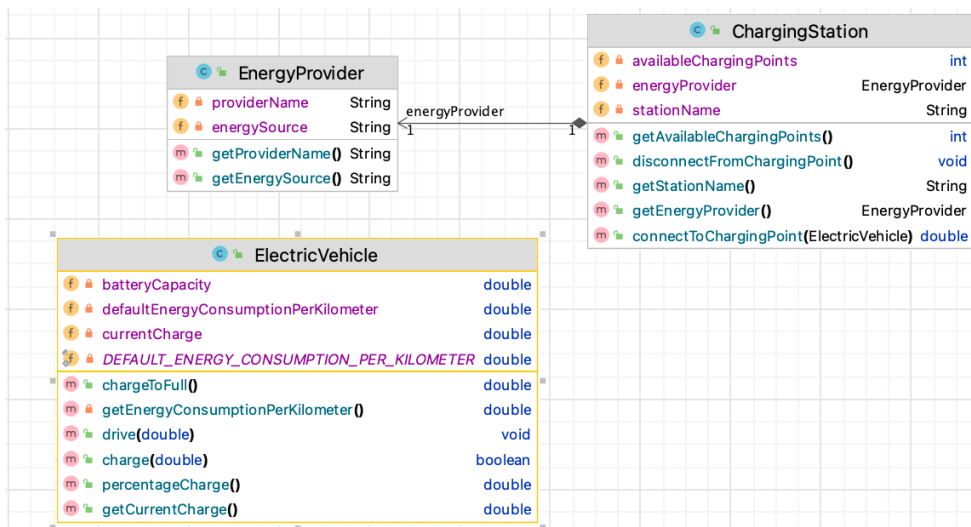 EnergyProvider
providerName String
energySource String
getProviderName() String
getEnergySource() String
energyProvider
1 1
ChargingStation
availableChargingPoints int
energyProvider EnergyProvider
stationName String
getAvailableChargingPoints() int
disconnectFromChargingPoint() void
getStationName() String
getEnergyProvider() EnergyProvider
connectToChargingPoint(ElectricVehicle) double
ElectricVehicle
batteryCapacity double
defaultEnergyConsumptionPerKilometer double
currentCharge double
DEFAULT_ENERGY_CONSUMPTION_PER_KILOMETER double
chargeToFull() double
getEnergyConsumptionPerKilometer() double
drive(double) void
charge(double) boolean
percentageCharge() double
getCurrentCharge() double